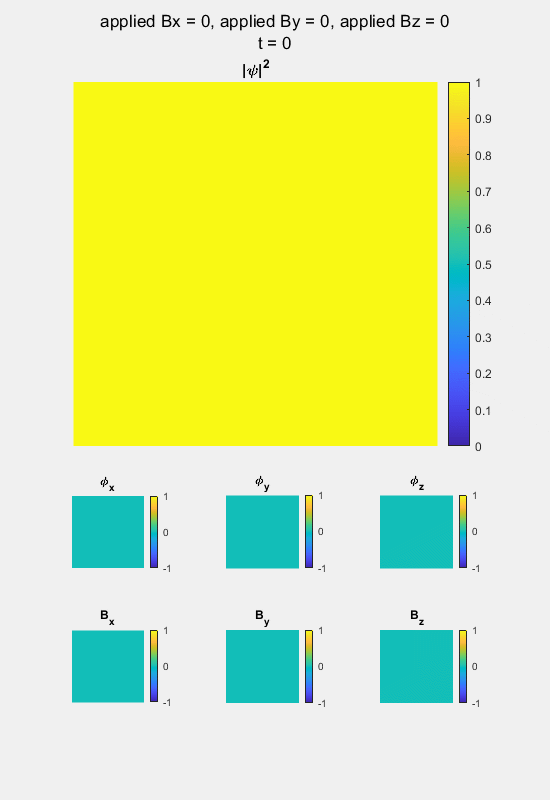 applied Bx = 0, applied By = 0, applied Bz = 0
t = 0
|ψ|²
1
0.9
0.8
0.7
0.6
0.5
0.4
0.3
0.2
0.1
0
ϕx ϕy ϕz
1 1 1
0 0 0
-1 -1 -1
Bx By Bz
1 1 1
0 0 0
-1 -1 -1